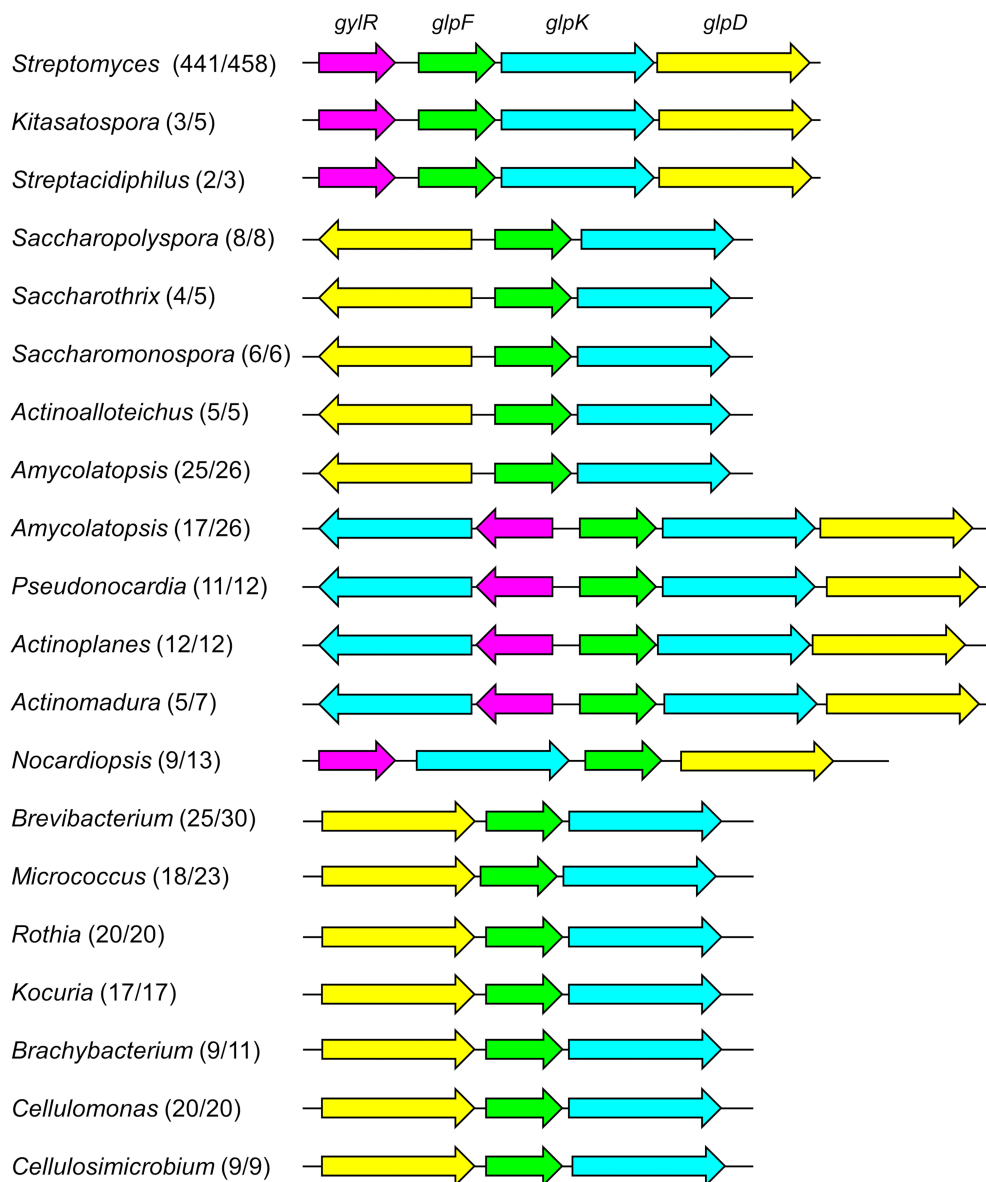 gylR glpF glpK glpD
Streptomyces (441/458)
Kitasatospora (3/5)
Streptacidiphilus (2/3)
Saccharopolyspora (8/8)
Saccharothrix (4/5)
Saccharomonospora (6/6)
Actinoalloteichus (5/5)
Amycolatopsis (25/26)
Amycolatopsis (17/26)
Pseudonocardia (11/12)
Actinoplanes (12/12)
Actinomadura (5/7)
Nocardiopsis (9/13)
Brevibacterium (25/30)
Micrococcus (18/23)
Rothia (20/20)
Kocuria (17/17)
Brachybacterium (9/11)
Cellulomonas (20/20)
Cellulosimicrobium (9/9)